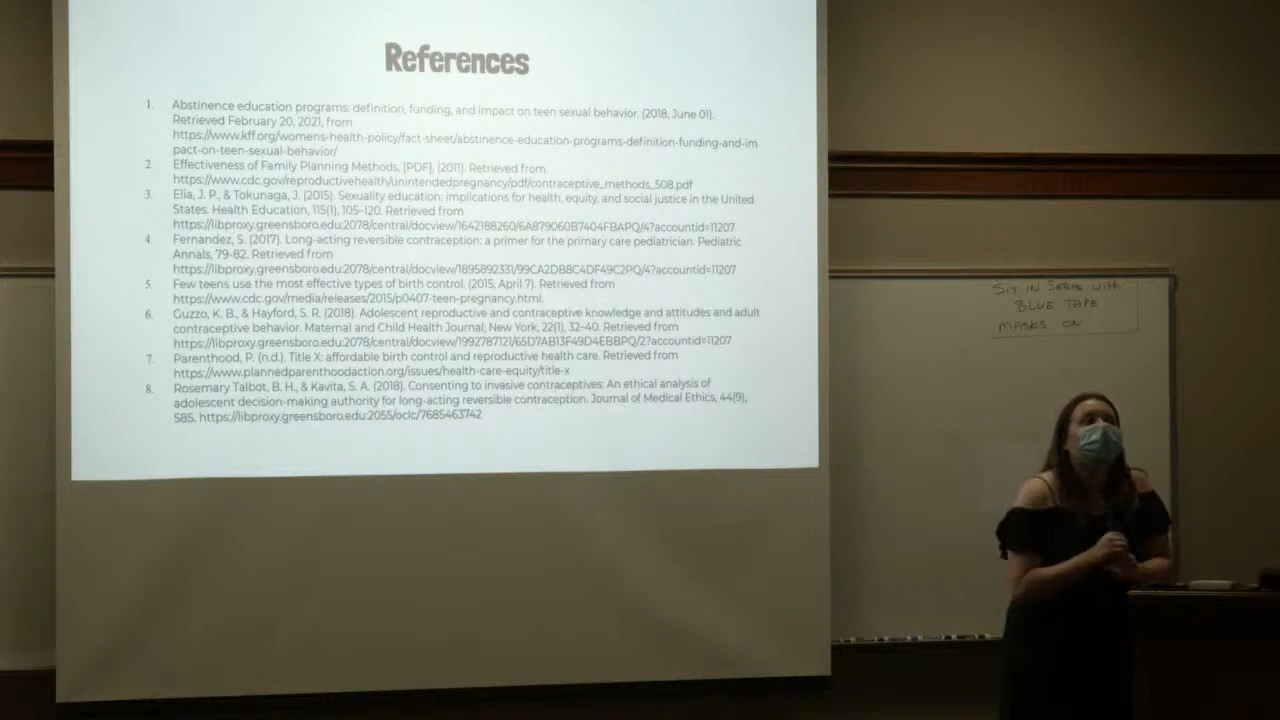 References
1. Abstinence education programs: definition, funding, and impact on teen sexual behavior. (2018, June 01).
Retrieved February 20, 2021, from
https://www.kff.org/womens-health-policy/fact-sheet/abstinence-education-programs-definition-funding-and-im
pact-on-teen-sexual-behavior/
2. Effectiveness of Family Planning Methods, [PDF], (2011). Retrieved from
https://www.cdc.gov/reproductivehealth/unintendedpregnancy/pdf/contraceptive_methods_508.pdf
3. Elia, J. P., & Tokunaga, J. (2015). Sexuality education: implications for health, equity, and social justice in the United
States. Health Education, 115(1), 105–120. Retrieved from
https://libproxy.greensboro.edu:2078/central/docview/1642188260/6A879060B7404FBAPQ/4?accountid=11207
4. Fernandez, S. (2017). Long-acting reversible contraception: a primer for the primary care pediatrician. Pediatric
Annals, 79-82. Retrieved from
https://libproxy.greensboro.edu:2078/central/docview/1895892331/99CA2DB8C4DF49C2PQ/4?accountid=11207
5. Few teens use the most effective types of birth control. (2015, April 7). Retrieved from
https://www.cdc.gov/media/releases/2015/p0407-teen-pregnancy.html.
6. Guzzo, K. B., & Hayford, S. R. (2018). Adolescent reproductive and contraceptive knowledge and attitudes and adult
contraceptive behavior. Maternal and Child Health Journal; New York, 22(1), 32–40. Retrieved from
https://libproxy.greensboro.edu:2078/central/docview/1992787121/65D7AB13F49D4EBBPQ/2?accountid=11207
7. Parenthood, P. (n.d.). Title X: affordable birth control and reproductive health care. Retrieved from
https://www.plannedparenthoodaction.org/issues/health-care-equity/title-x
8. Rosemary Talbot, B. H., & Kavita, S. A. (2018). Consenting to invasive contraceptives: An ethical analysis of
adolescent decision-making authority for long-acting reversible contraception. Journal of Medical Ethics, 44(9),
585. https://libproxy.greensboro.edu:2055/oclc/7685463742
SIT IN SEATS WITH
BLUE TAPE
MASKS ON